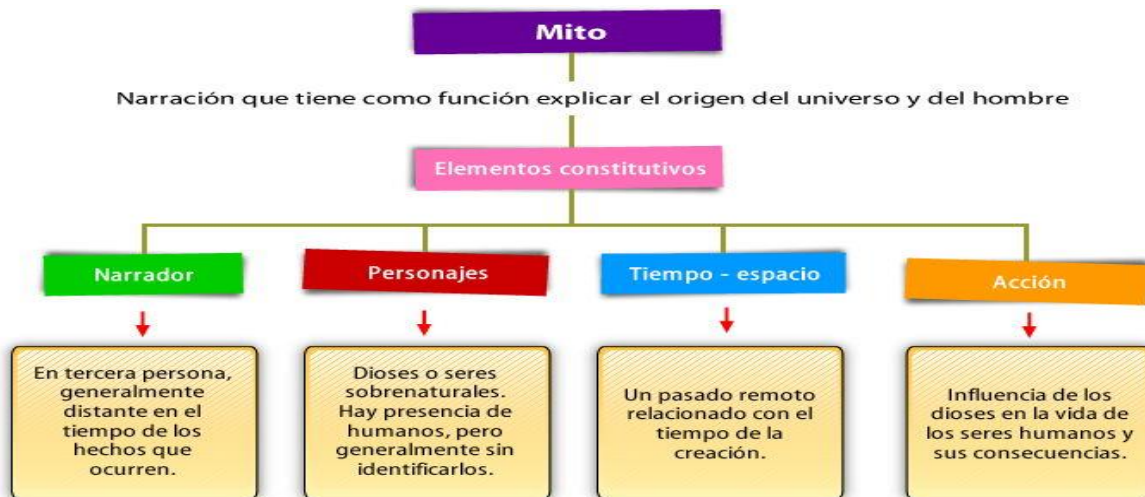 Mito
Narración que tiene como función explicar el origen del universo y del hombre
Elementos constitutivos
Narrador
Personajes
Tiempo - espacio
Acción
En tercera persona,
generalmente
distante en el
tiempo de los
hechos que
ocurren.
Dioses o seres
sobrenaturales.
Hay presencia de
humanos, pero
generalmente sin
identificarlos.
Un pasado remoto
relacionado con el
tiempo de la
creación.
Influencia de los
dioses en la vida de
los seres humanos y
sus consecuencias.